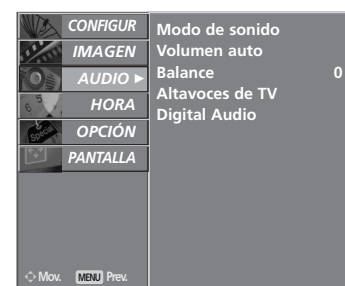 CONFIGUR
IMAGEN
AUDIO ►
HORA
Special
OPCIÓN
PANTALLA
Modo de sonido
Volumen auto
Balance 0
Altavoces de TV
Digital Audio
Mov. MENU Prev.